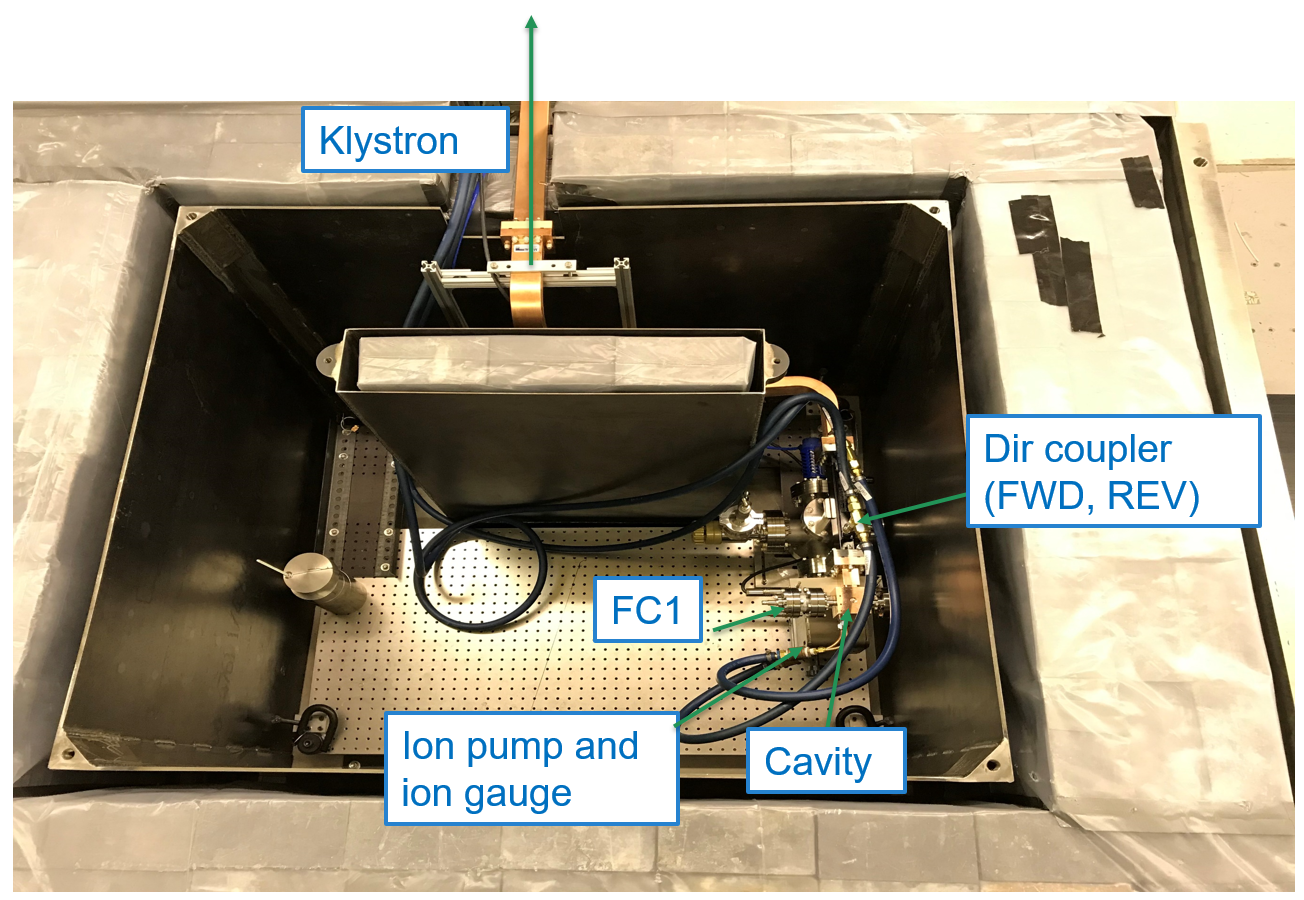 Klystron
Dir coupler
(FWD, REV)
FC1
Ion pump and
ion gauge
Cavity